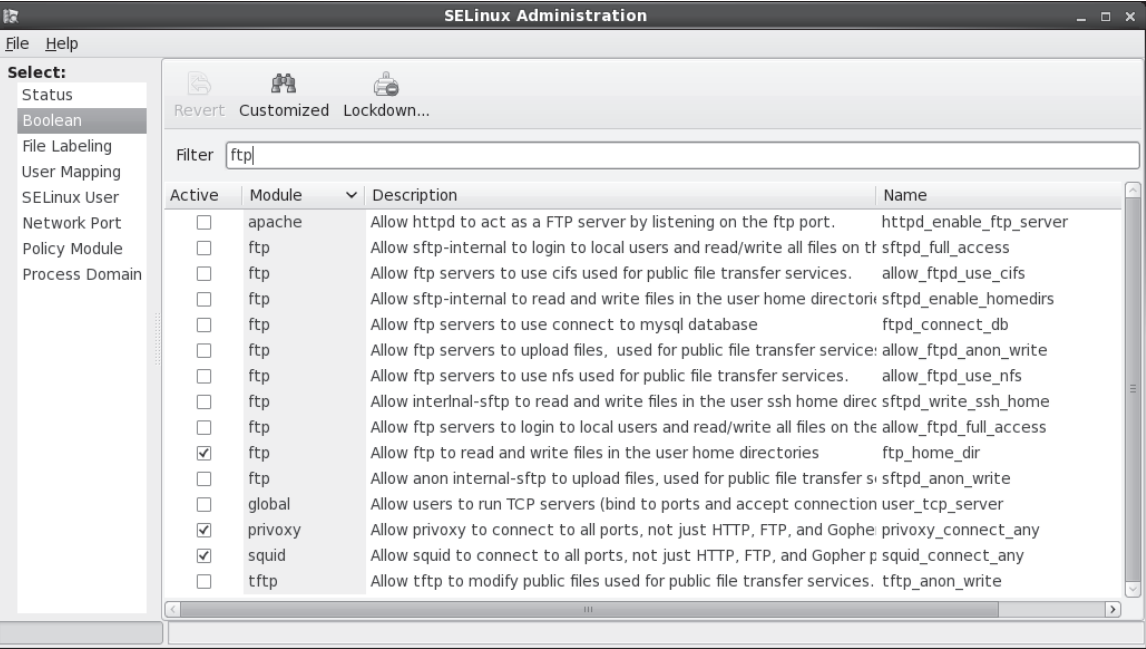 SELinux Administration
File Help
Select:
Status
Boolean
File Labeling
User Mapping
SELinux User
Network Port
Policy Module
Process Domain
Revert Customized Lockdown...
Filter ftp
Active Module Description Name
apache Allow httpd to act as a FTP server by listening on the ftp port. httpd_enable_ftp_server
ftp Allow sftp-internal to login to local users and read/write all files on th sftpd_full_access
ftp Allow ftp servers to use cifs used for public file transfer services. allow_ftpd_use_cifs
ftp Allow sftp-internal to read and write files in the user home directorie sftpd_enable_homedirs
ftp Allow ftp servers to use connect to mysql database ftpd_connect_db
ftp Allow ftp servers to upload files, used for public file transfer services allow_ftpd_anon_write
ftp Allow ftp servers to use nfs used for public file transfer services. allow_ftpd_use_nfs
ftp Allow interlnal-sftp to read and write files in the user ssh home direc sftpd_write_ssh_home
ftp Allow ftp servers to login to local users and read/write all files on the allow_ftpd_full_access
ftp Allow ftp to read and write files in the user home directories ftp_home_dir
ftp Allow anon internal-sftp to upload files, used for public file transfer se sftpd_anon_write
global Allow users to run TCP servers (bind to ports and accept connection user_tcp_server
privoxy Allow privoxy to connect to all ports, not just HTTP, FTP, and Gophe privoxy_connect_any
squid Allow squid to connect to all ports, not just HTTP, FTP, and Gopher p squid_connect_any
tftp Allow tftp to modify public files used for public file transfer services. tftp_anon_write